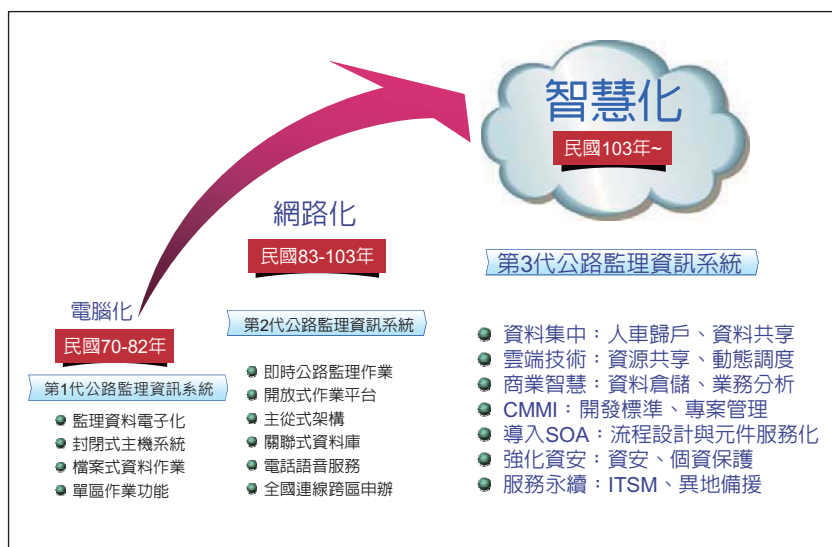 電腦化
民國70-82年
第1代公路監理資訊系統
監理資料電子化
封閉式主機系統
檔案式資料作業
單區作業功能
網路化
民國83-103年
第2代公路監理資訊系統
即時公路監理作業
開放式作業平台
主從式架構
關聯式資料庫
電話語音服務
全國連線跨區申辦
智慧化
民國103年~
第3代公路監理資訊系統
資料集中：人車歸戶、資料共享
雲端技術：資源共享、動態調度
商業智慧：資料倉儲、業務分析
CMMI：開發標準、專案管理
導入SOA：流程設計與元件服務化
強化資安：資安、個資保護
服務永續：ITSM、異地備援